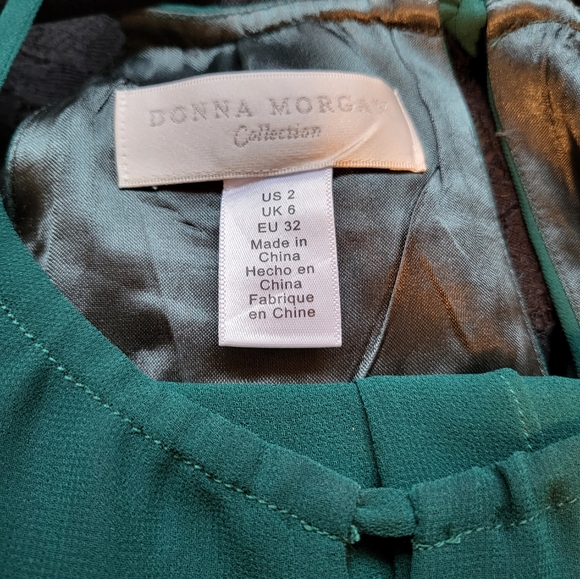 DONNA MORGAN
Collection
US 2
UK 6
EU 32
Made in
China
Hecho en
China
Fabrique
en Chine